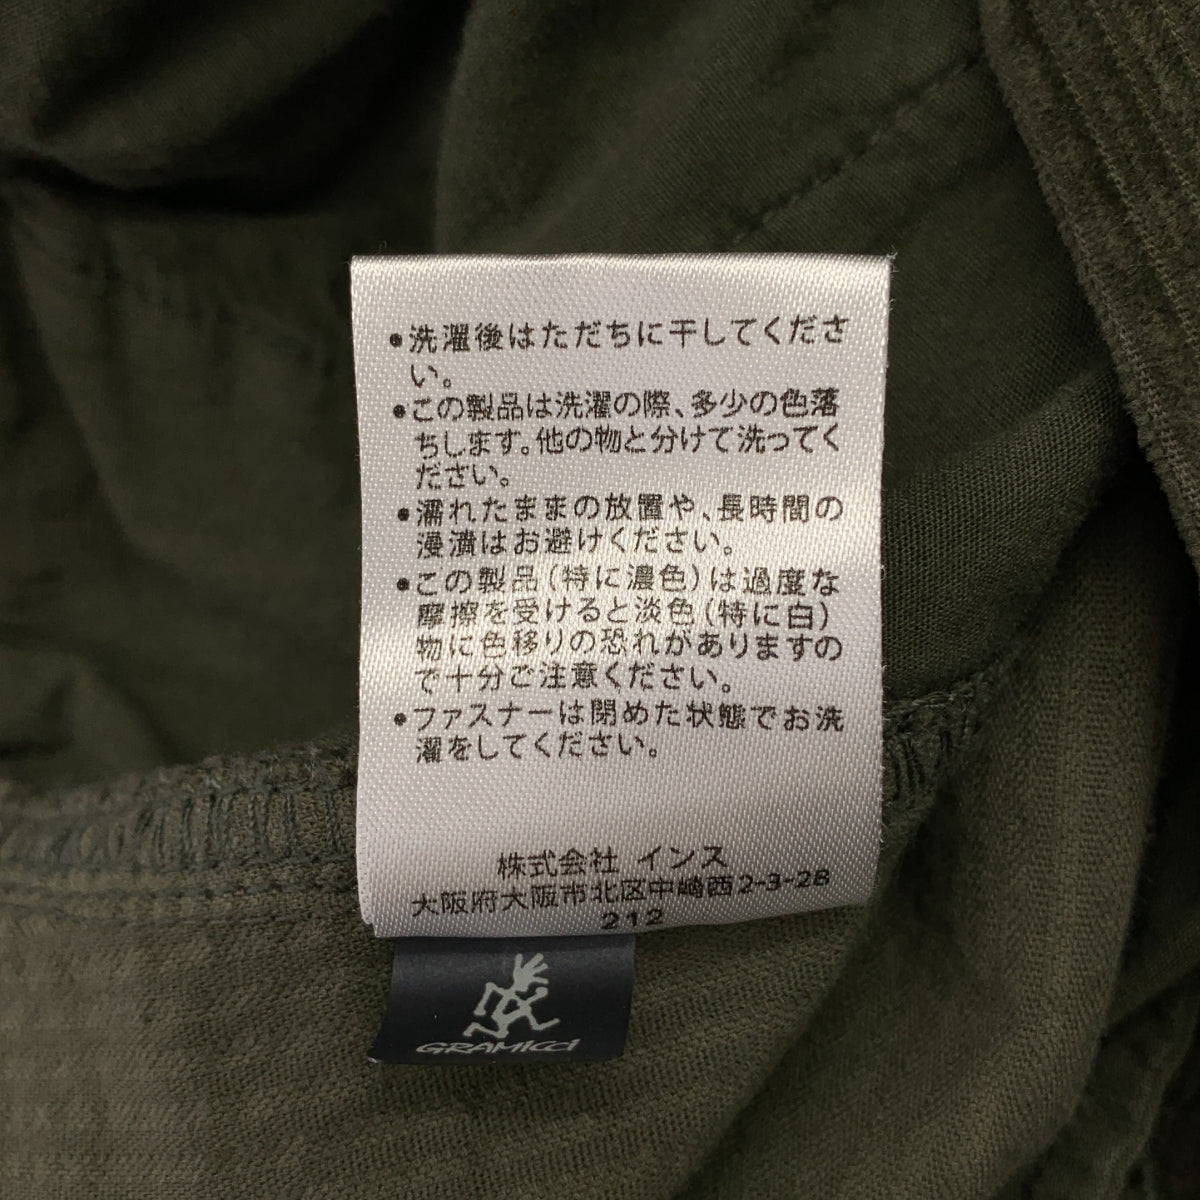 ●洗濯後はただちに干してくださ
い。
●この製品は洗濯の際、多少の色落
ちします。他の物と分けて洗ってく
ださい。
●濡れたままの放置や、長時間の
浸漬はお避けください。
●この製品(特に濃色)は過度な
摩擦を受けると淡色(特に白)
物に色移りの恐れがありますの
で十分ご注意ください。
●ファスナーは閉めた状態でお洗
濯をしてください。
株式会社 インス
大阪府大阪市北区中崎西2-3-28
212
GRAMICCI